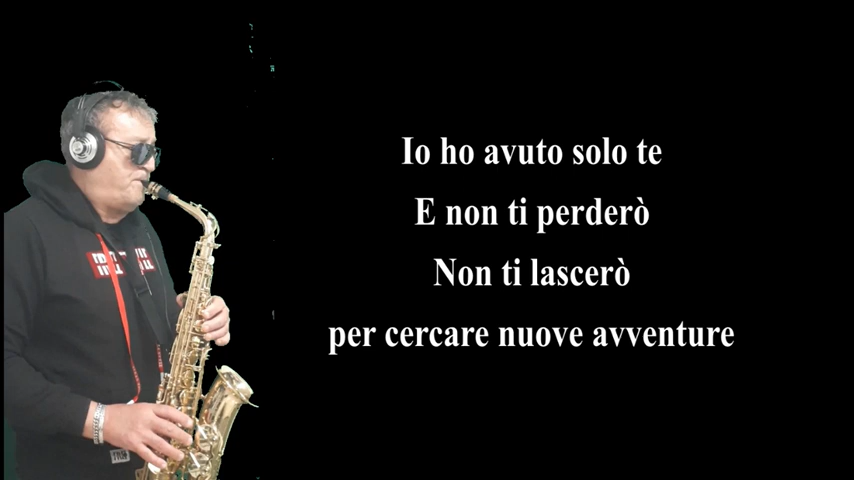 Io ho avuto solo te
E non ti perderò
Non ti lascerò
per cercare nuove avventure